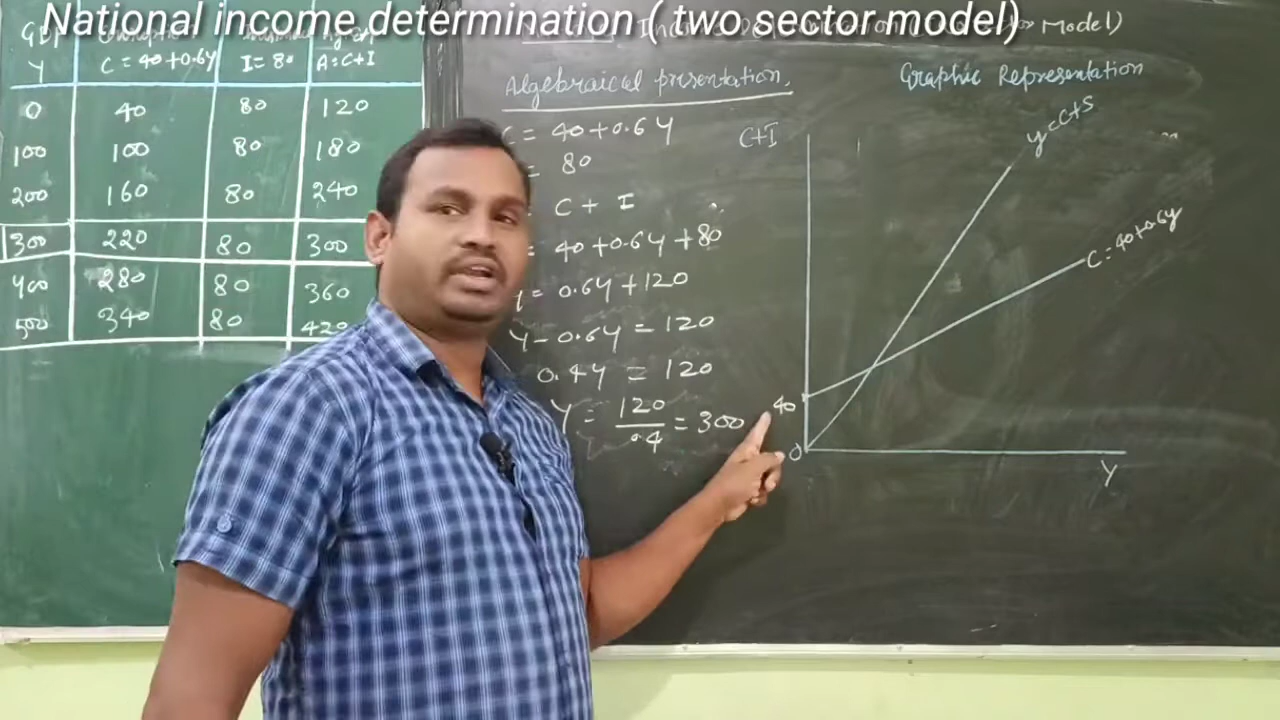 National income determination ( two sector model)
Model)
GDP
Y C = 40+0.6Y I = 80 A = C+I
0 40 80 120
100 100 80 180
200 160 80 240
300 220 80 300
400 280 80 360
500 340 80 420
Algebraical presentation,
C = 40+0.6Y
= 80
C + I
= 40+0.6Y+80
Y = 0.6Y+120
Y - 0.6Y = 120
0.4Y = 120
Y = 120 / 0.4 = 300
Graphic Representation
C+I
y = C+S
C = 40+0.6y
40
0
Y